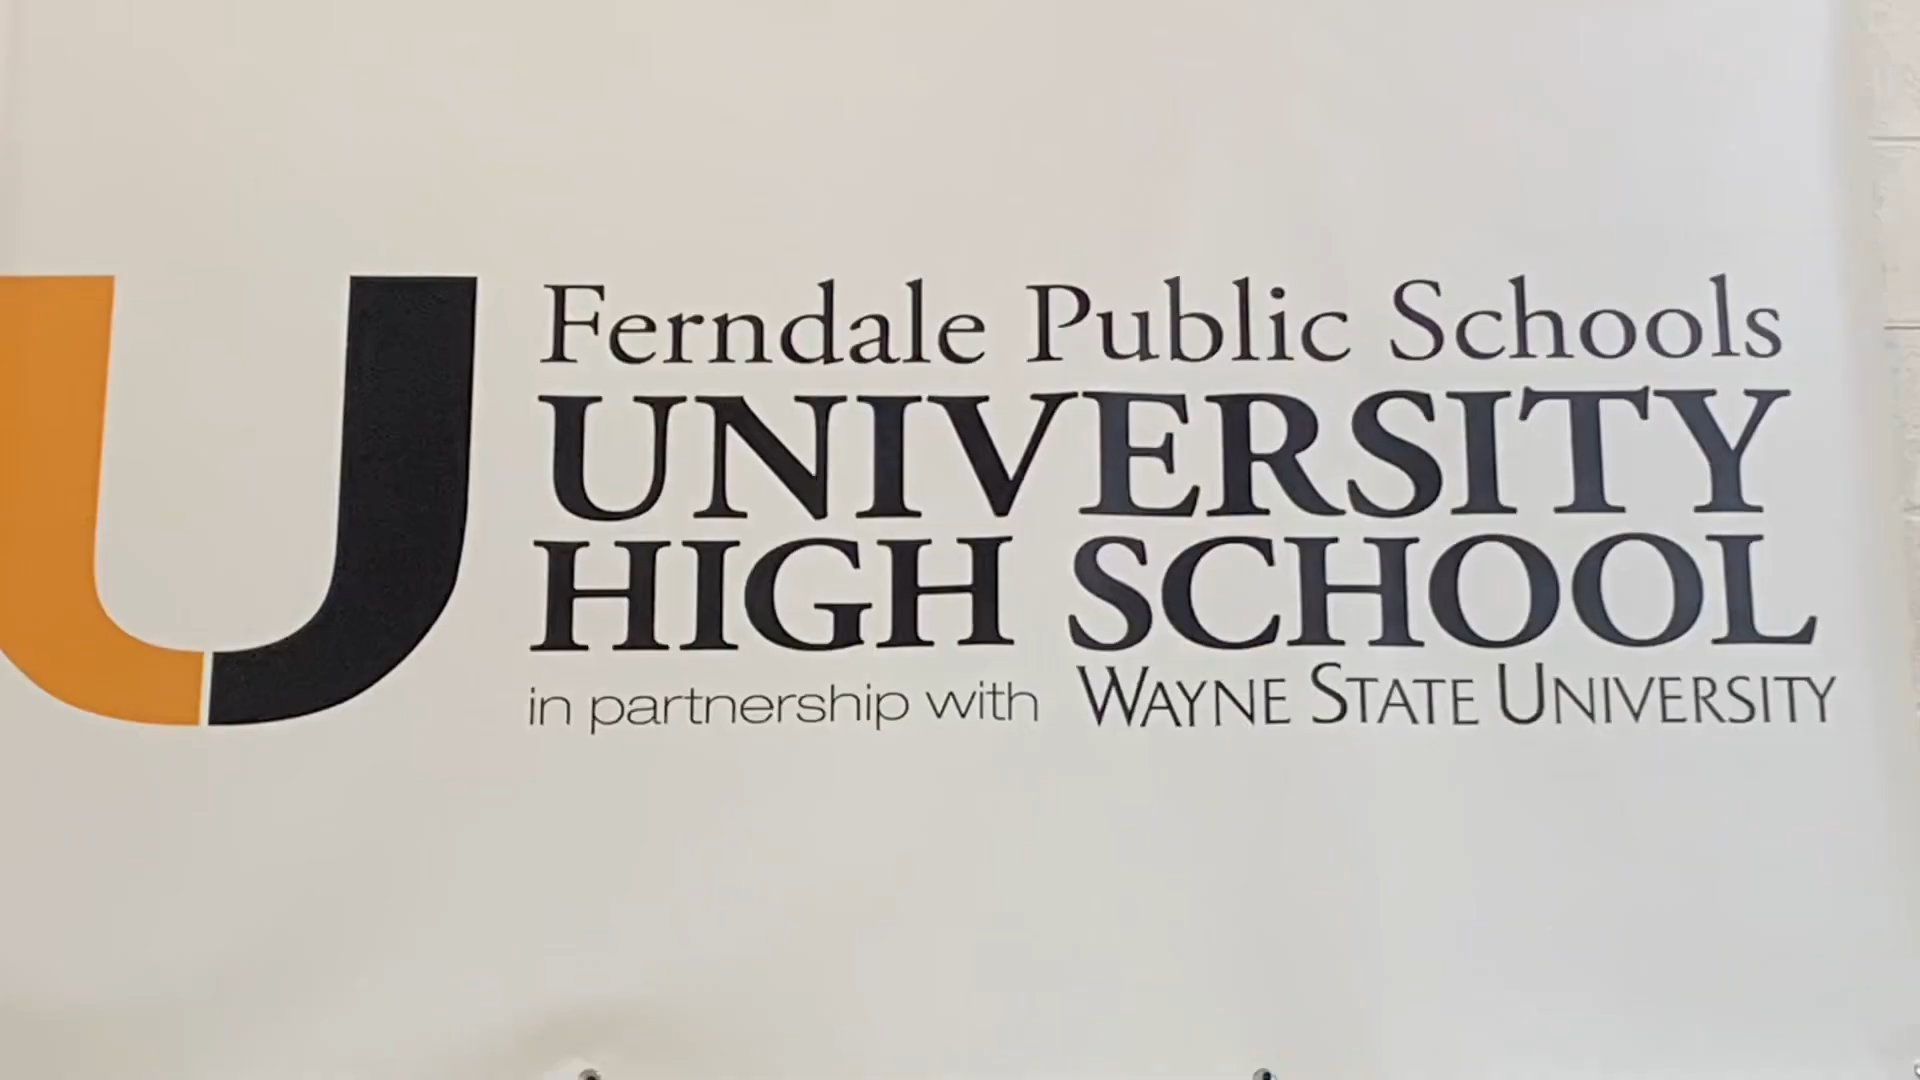 U
Ferndale Public Schools
UNIVERSITY
HIGH SCHOOL
in partnership with WAYNE STATE UNIVERSITY